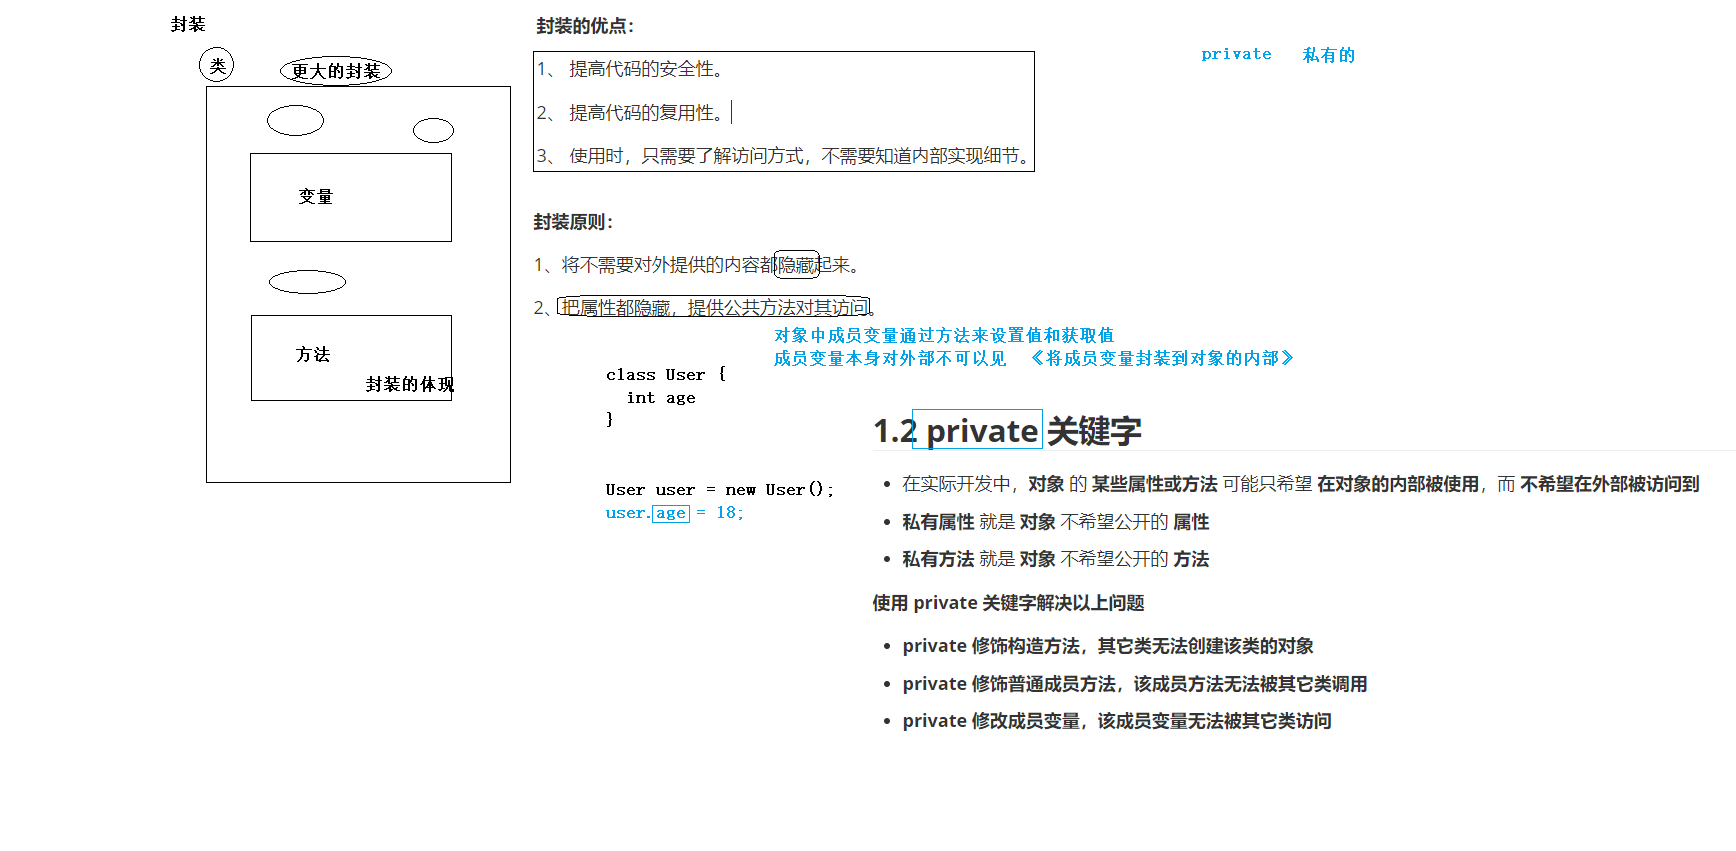 封装
类
更大的封装
变量
方法
封装的体现
封装的优点：
1、 提高代码的安全性。
2、 提高代码的复用性。
3、 使用时，只需要了解访问方式，不需要知道内部实现细节。
private 私有的
封装原则：
1、将不需要对外提供的内容都隐藏起来。
2、把属性都隐藏，提供公共方法对其访问。
对象中成员变量通过方法来设置值和获取值
成员变量本身对外部不可以见 《将成员变量封装到对象的内部》
class User {
int age
}
User user = new User();
user.age = 18;
1.2 private 关键字
在实际开发中，对象 的 某些属性或方法 可能只希望 在对象的内部被使用，而 不希望在外部被访问到
私有属性 就是 对象 不希望公开的 属性
私有方法 就是 对象 不希望公开的 方法
使用 private 关键字解决以上问题
private 修饰构造方法，其它类无法创建该类的对象
private 修饰普通成员方法，该成员方法无法被其它类调用
private 修改成员变量，该成员变量无法被其它类访问